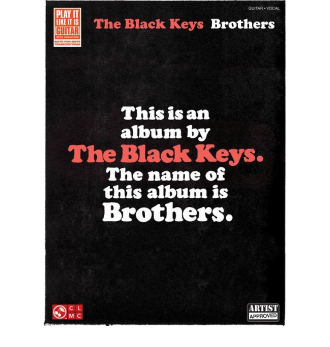 PLAY IT
LIKE IT IS
GUITAR
GUITAR • VOCAL
The Black Keys Brothers
This is an
album by
The Black Keys.
The name of
this album is
Brothers.
CL
MC
ARTIST
APPROVED